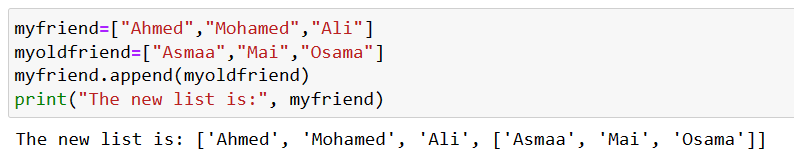 myfriend=["Ahmed","Mohamed","Ali"]
myoldfriend=["Asmaa","Mai","Osama"]
myfriend.append(myoldfriend)
print("The new list is:", myfriend)
The new list is: ['Ahmed', 'Mohamed', 'Ali', ['Asmaa', 'Mai', 'Osama']]